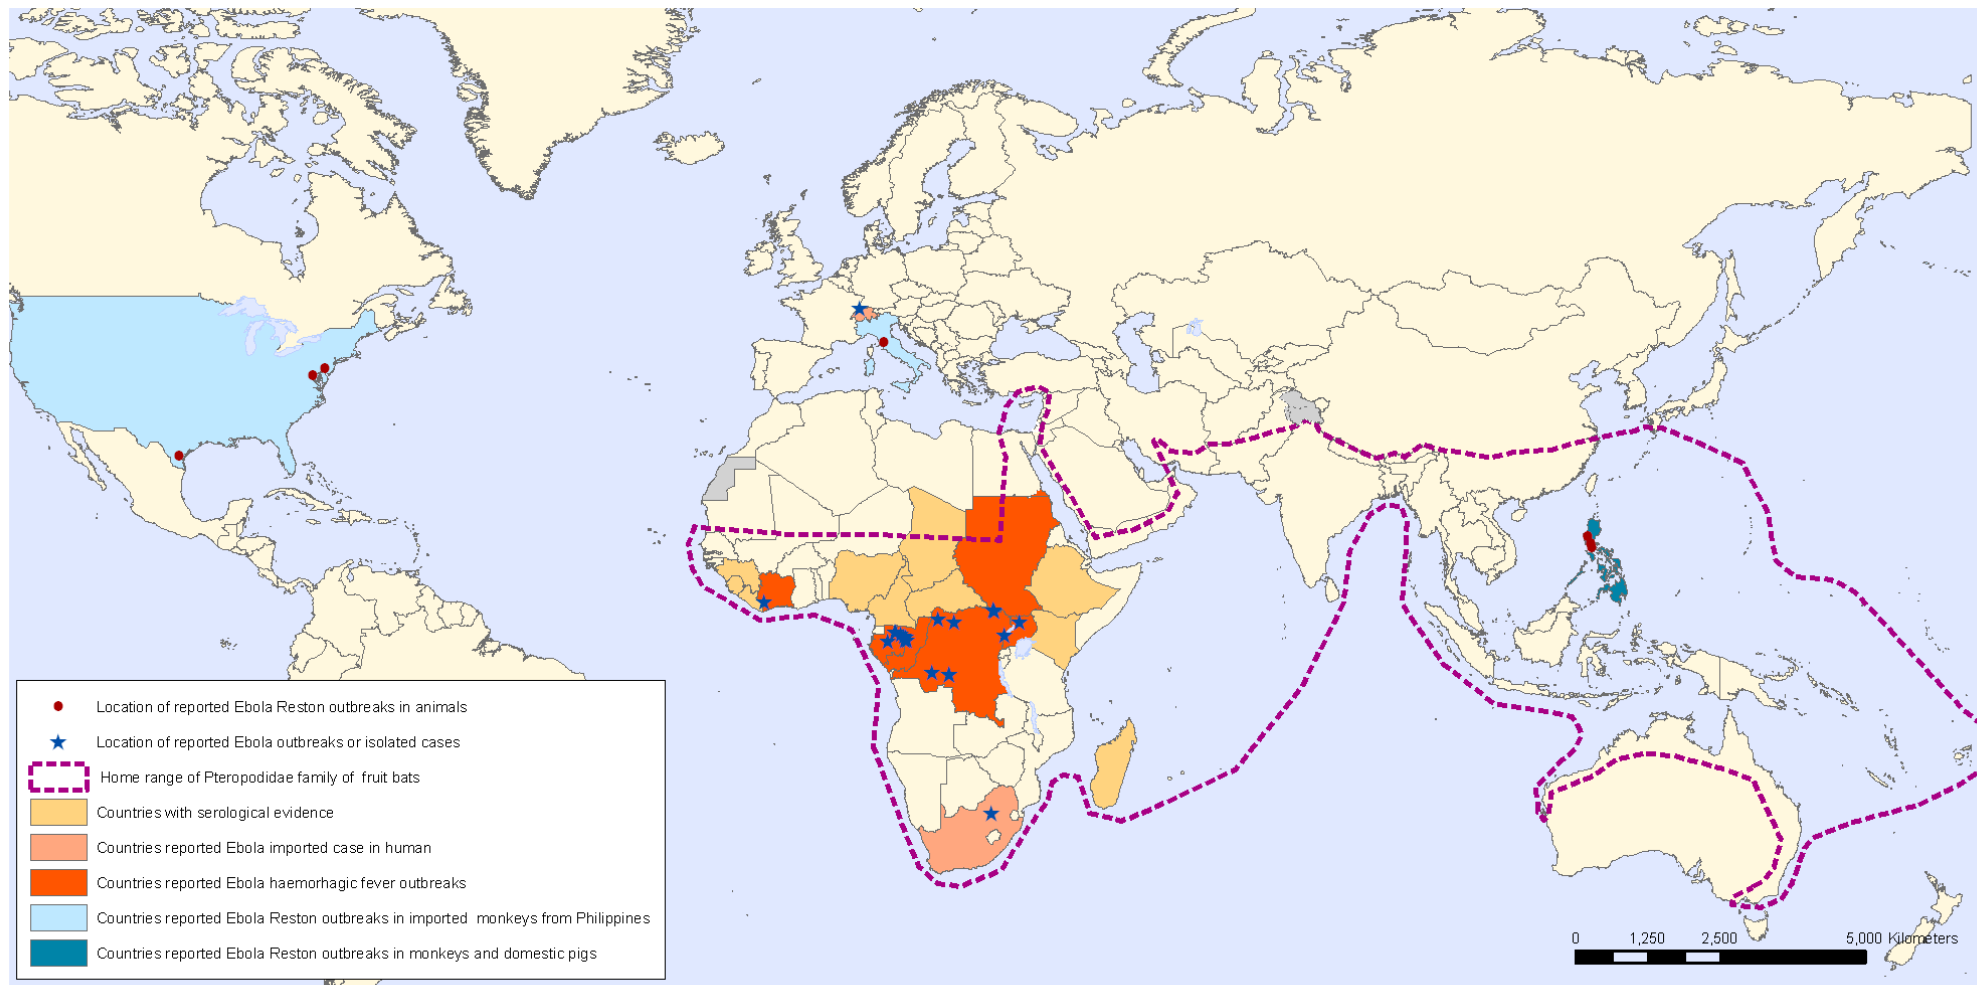 Location of reported Ebola Reston outbreaks in animals
Location of reported Ebola outbreaks or isolated cases
Home range of Pteropodidae family of fruit bats
Countries with serological evidence
Countries reported Ebola imported case in human
Countries reported Ebola haemorhagic fever outbreaks
Countries reported Ebola Reston outbreaks in imported monkeys from Philippines
Countries reported Ebola Reston outbreaks in monkeys and domestic pigs
0 1,250 2,500 5,000 Kilometers